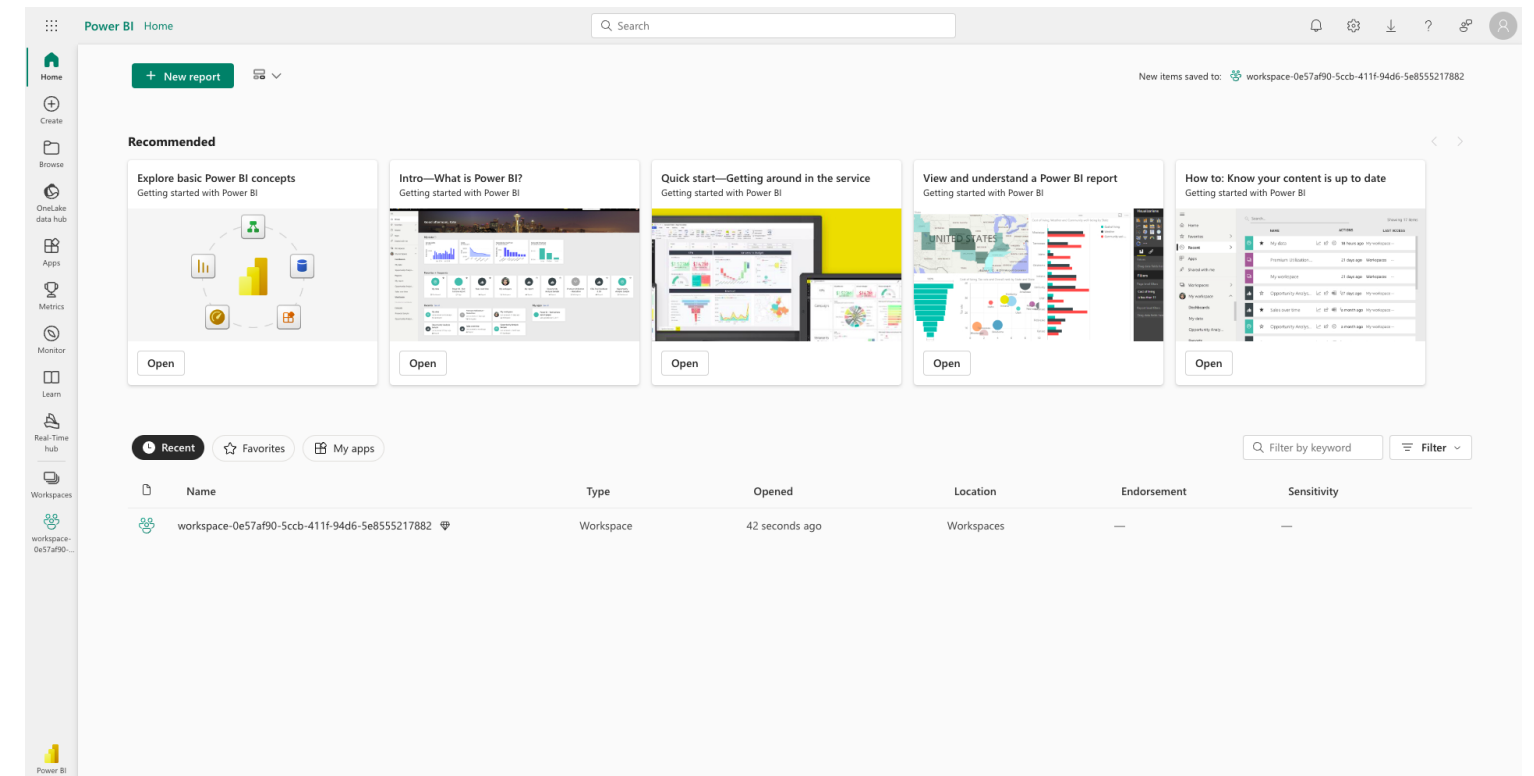 Power BI Home
Search
Home
Create
Browse
OneLake
data hub
Apps
Metrics
Monitor
Learn
Real-Time
hub
Workspaces
workspace-
0e57af90-...
Power BI
New report
New items saved to: workspace-0e57af90-5ccb-411f-94d6-5e8555217882
Recommended
Explore basic Power BI concepts
Getting started with Power BI
Open
Intro—What is Power BI?
Getting started with Power BI
Open
Quick start—Getting around in the service
Getting started with Power BI
Open
View and understand a Power BI report
Getting started with Power BI
UNITED STATES
Open
How to: Know your content is up to date
Getting started with Power BI
Open
Recent
Favorites
My apps
Filter by keyword
Filter
Name Type Opened Location Endorsement Sensitivity
workspace-0e57af90-5ccb-411f-94d6-5e8555217882 Workspace 42 seconds ago Workspaces — —